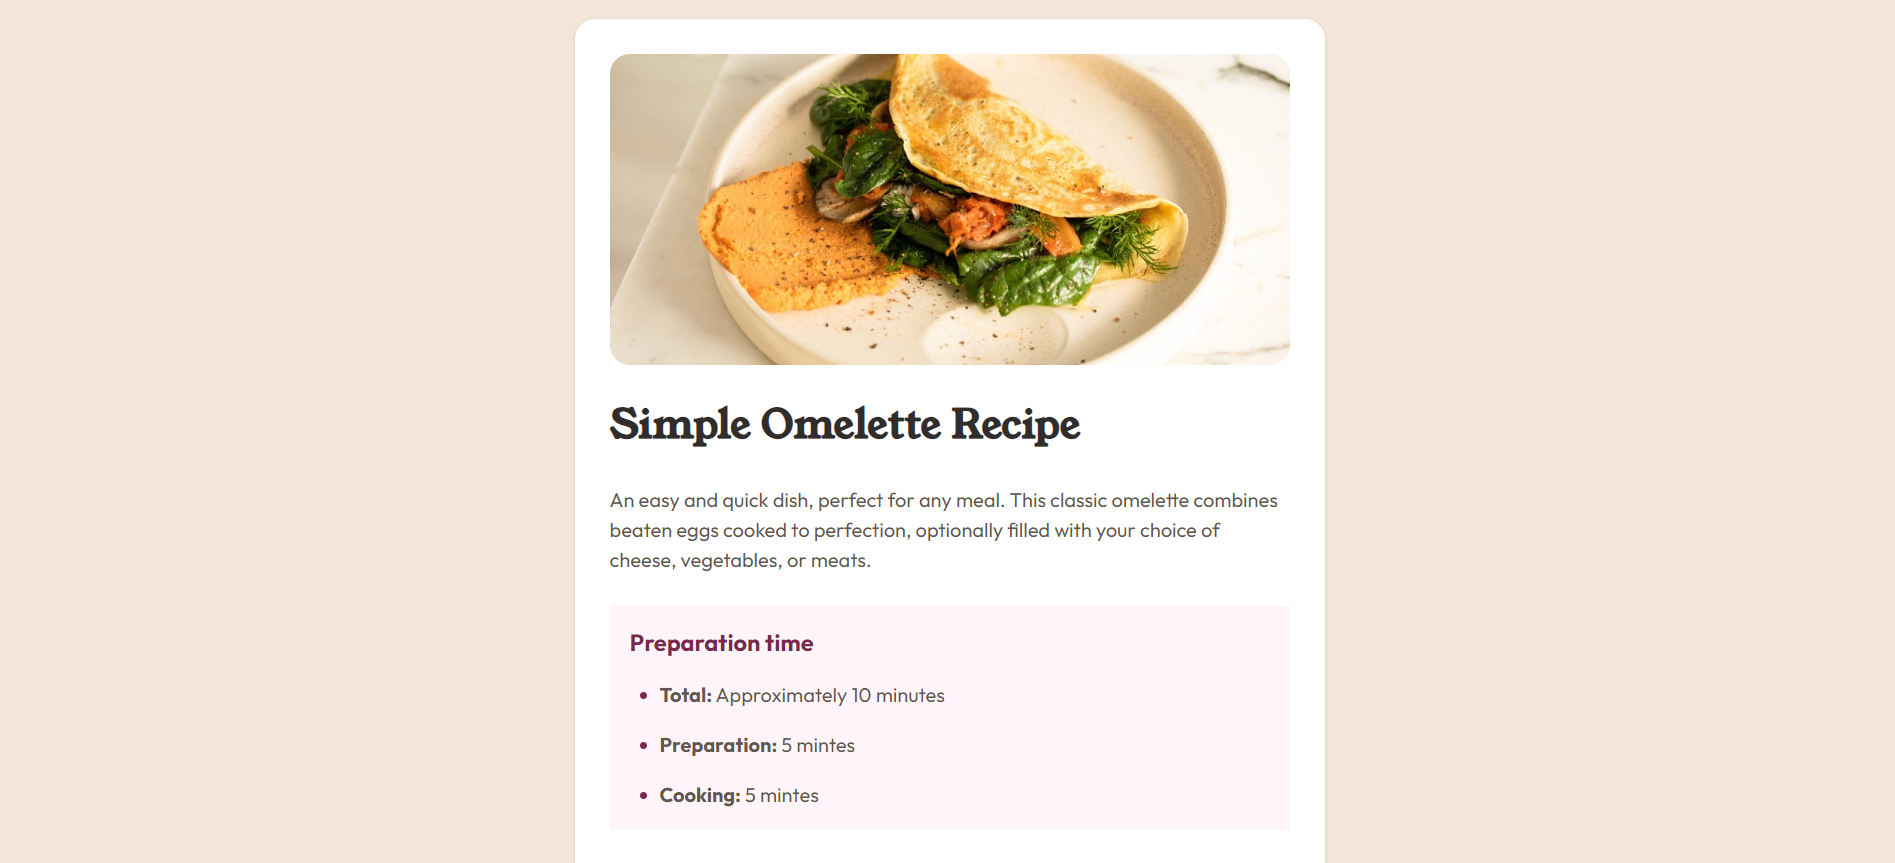 Simple Omelette Recipe
An easy and quick dish, perfect for any meal. This classic omelette combines
beaten eggs cooked to perfection, optionally filled with your choice of
cheese, vegetables, or meats.
Preparation time
Total: Approximately 10 minutes
Preparation: 5 mintes
Cooking: 5 mintes